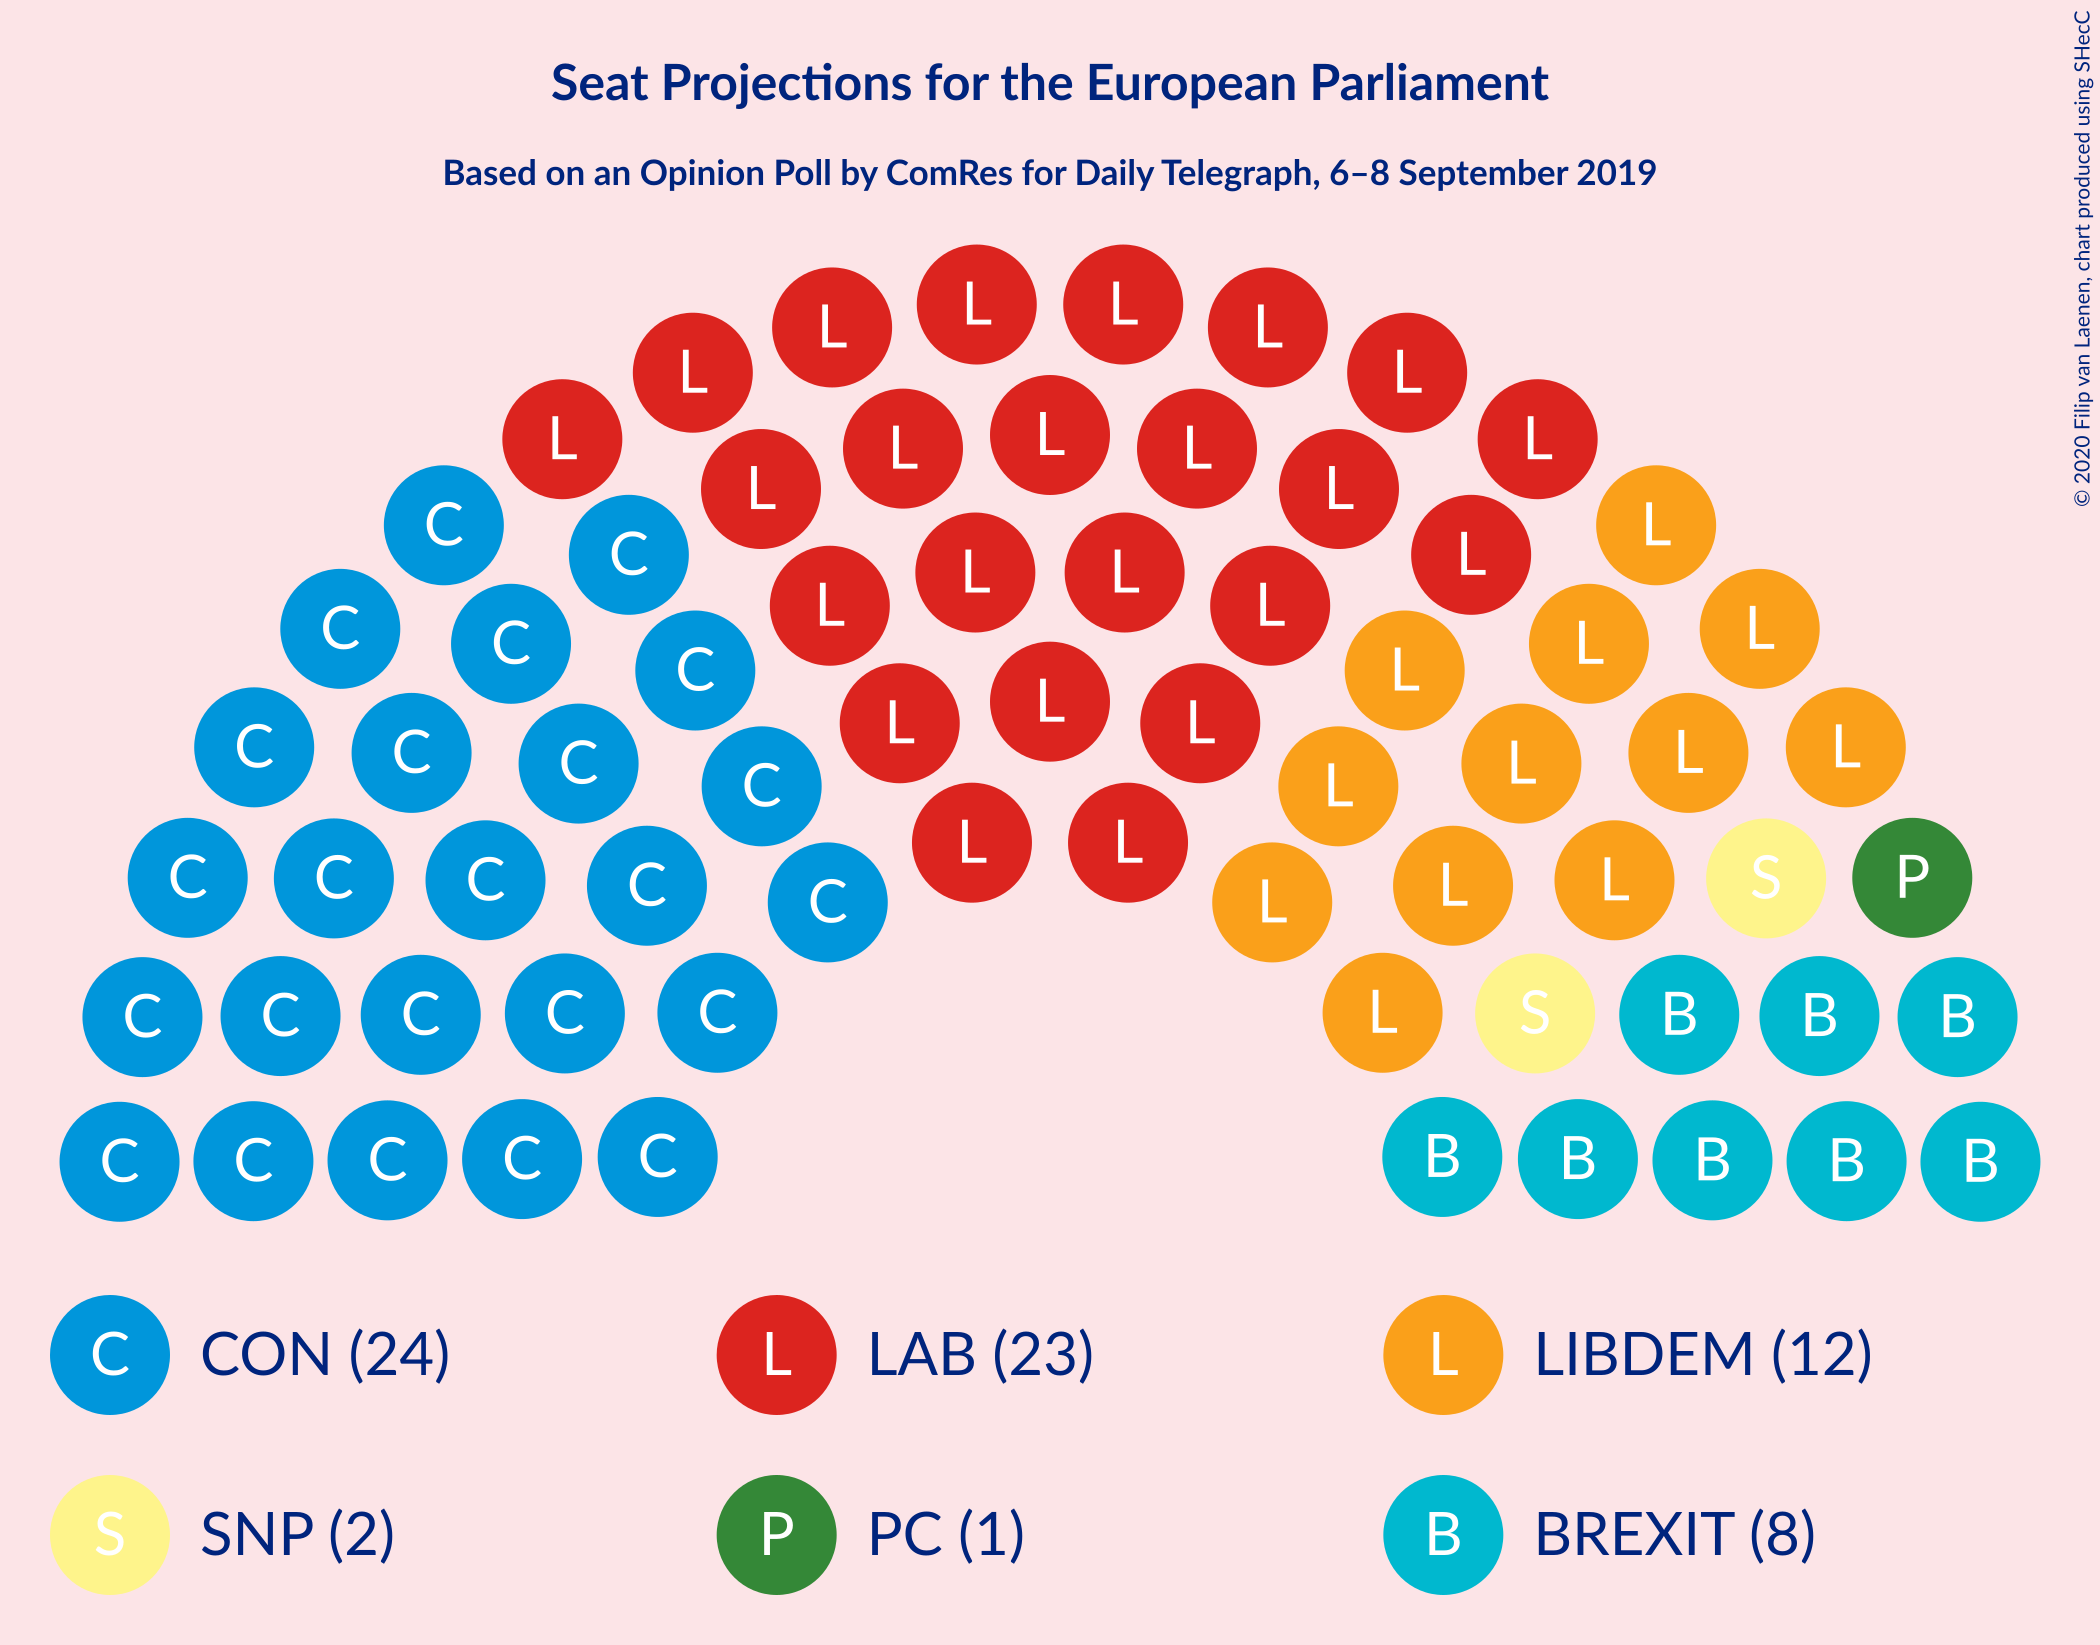 Seat Projections for the European Parliament
Based on an Opinion Poll by ComRes for Daily Telegraph, 6–8 September 2019
© 2020 Filip van Laenen, chart produced using SHecC
L L
L L
L L
L L L L L
L L
C L
C L
L L
L L
C L
C L
C L
L
L L
C C C L L L
C L
L L
C C C C L L S P
C L
C C C C C L S B B B
C C C C C B B B B B
C CON (24) L LAB (23) L LIBDEM (12)
S SNP (2) P PC (1) B BREXIT (8)